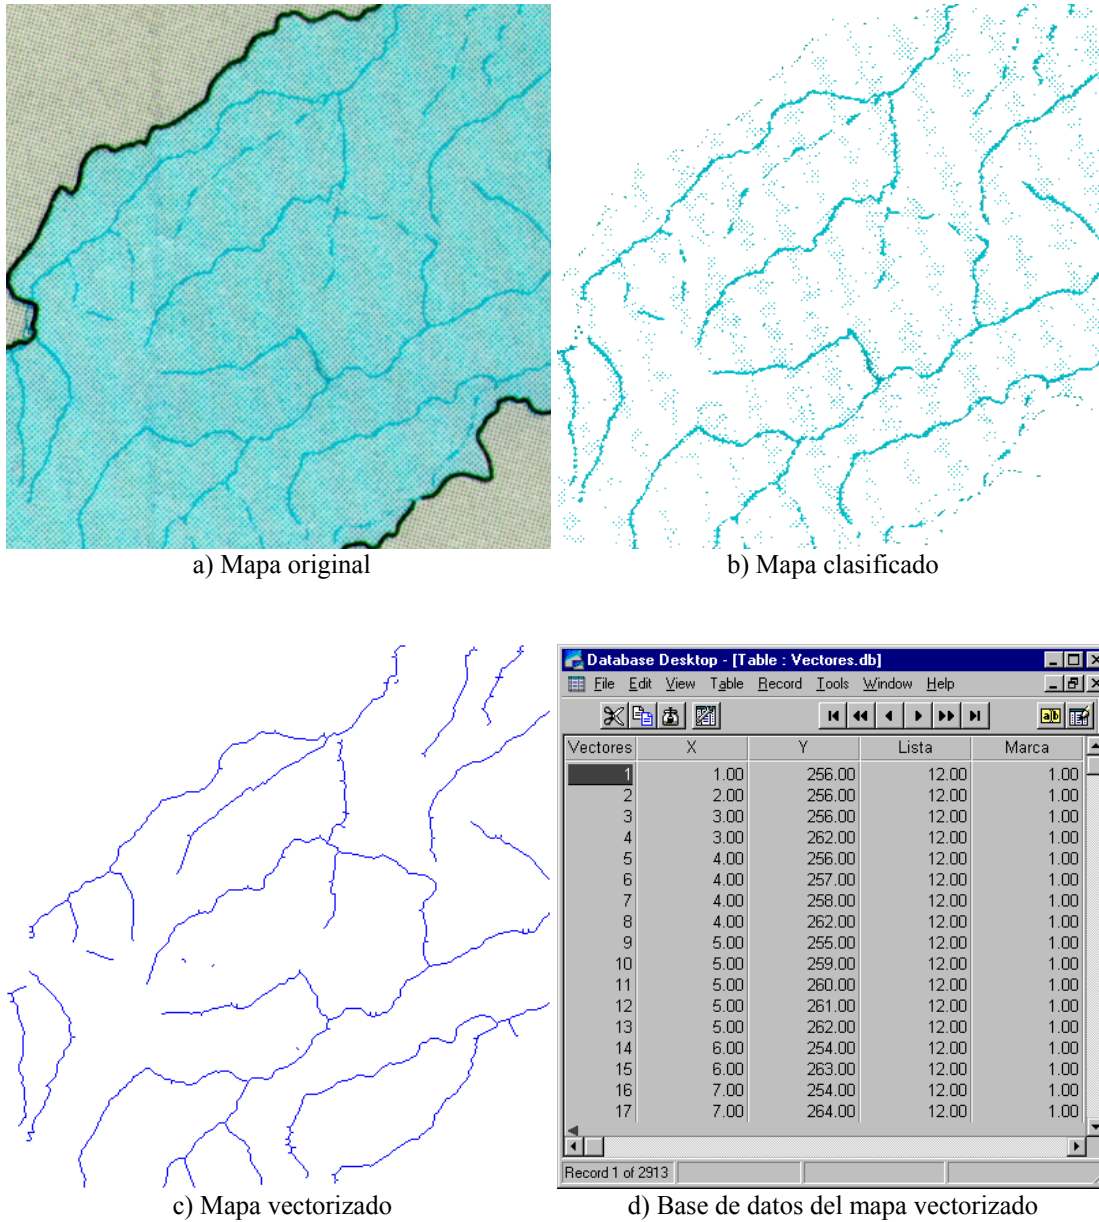 a) Mapa original
b) Mapa clasificado
Database Desktop - [Table : Vectores.db]
File Edit View Table Record Tools Window Help
Vectores X Y Lista Marca
1 1.00 256.00 12.00 1.00
2 2.00 256.00 12.00 1.00
3 3.00 256.00 12.00 1.00
4 3.00 262.00 12.00 1.00
5 4.00 256.00 12.00 1.00
6 4.00 257.00 12.00 1.00
7 4.00 258.00 12.00 1.00
8 4.00 262.00 12.00 1.00
9 5.00 255.00 12.00 1.00
10 5.00 259.00 12.00 1.00
11 5.00 260.00 12.00 1.00
12 5.00 261.00 12.00 1.00
13 5.00 262.00 12.00 1.00
14 6.00 254.00 12.00 1.00
15 6.00 263.00 12.00 1.00
16 7.00 254.00 12.00 1.00
17 7.00 264.00 12.00 1.00
Record 1 of 2913
c) Mapa vectorizado
d) Base de datos del mapa vectorizado